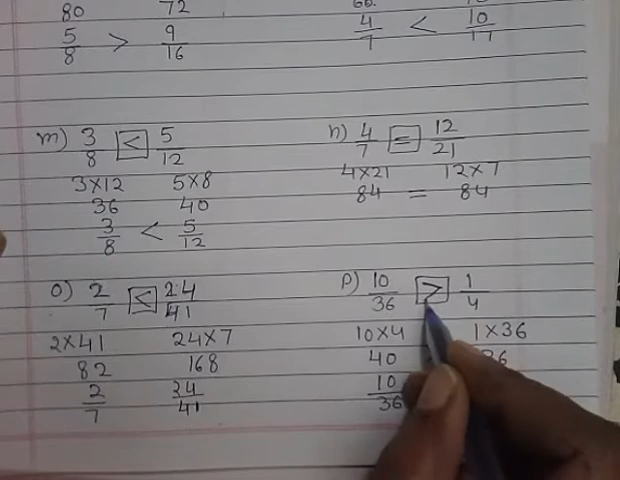 80 72
5/8 > 9/16
4/7 < 10/17
m) 3/8 < 5/12
3×12 5×8
36 40
3/8 < 5/12
n) 4/7 = 12/21
4×21 12×7
84 = 84
o) 2/7 < 24/41
2×41 24×7
82 168
2/7 24/41
p) 10/36 > 1/4
10×4 1×36
40 36
10/36